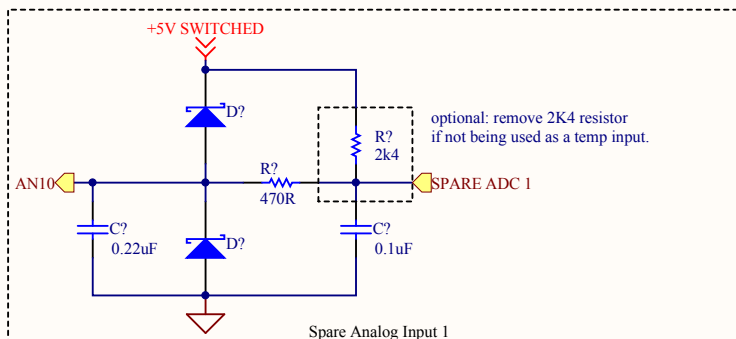 +5V SWITCHED
D?
optional: remove 2K4 resistor
if not being used as a temp input.
R?
2k4
AN10
R?
470R
SPARE ADC 1
C?
0.22uF
D?
C?
0.1uF
Spare Analog Input 1